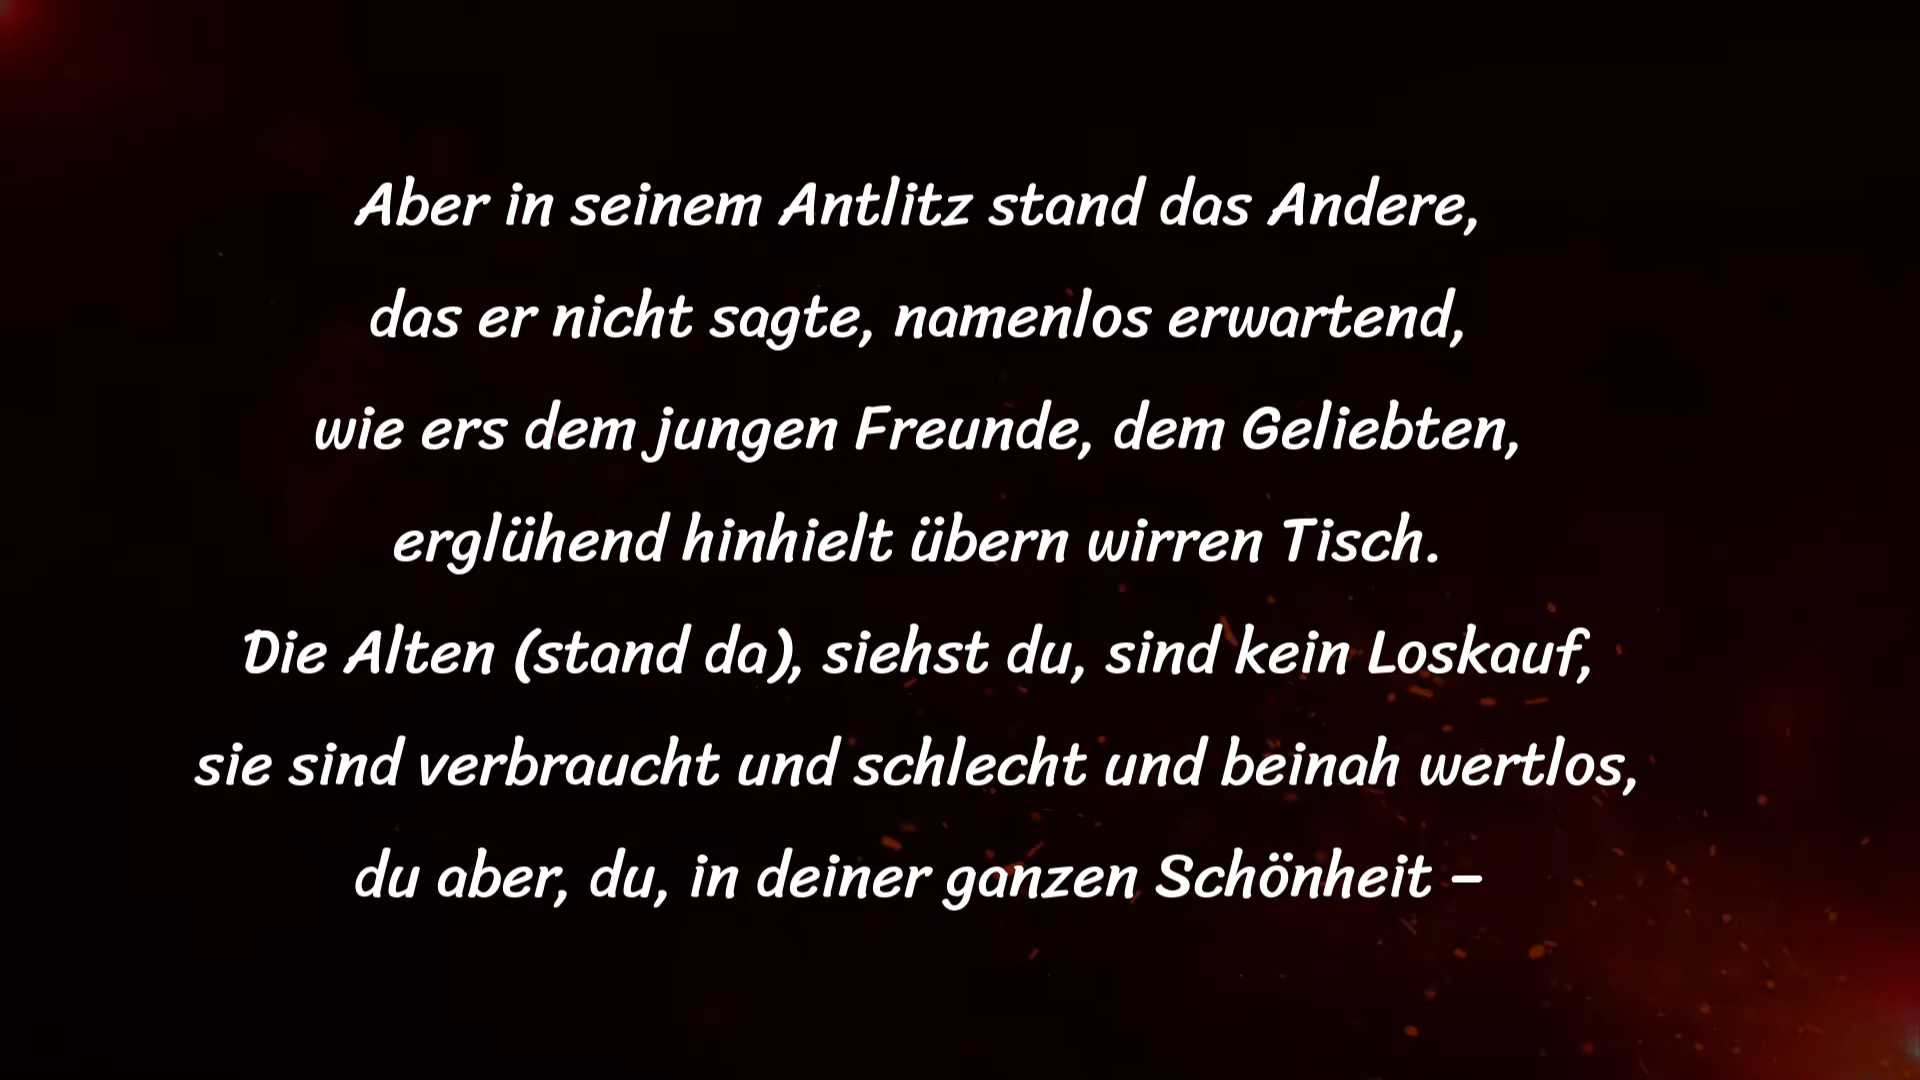 Aber in seinem Antlitz stand das Andere,
das er nicht sagte, namenlos erwartend,
wie ers dem jungen Freunde, dem Geliebten,
erglühend hinhielt übern wirren Tisch.
Die Alten (stand da), siehst du, sind kein Loskauf,
sie sind verbraucht und schlecht und beinah wertlos,
du aber, du, in deiner ganzen Schönheit –